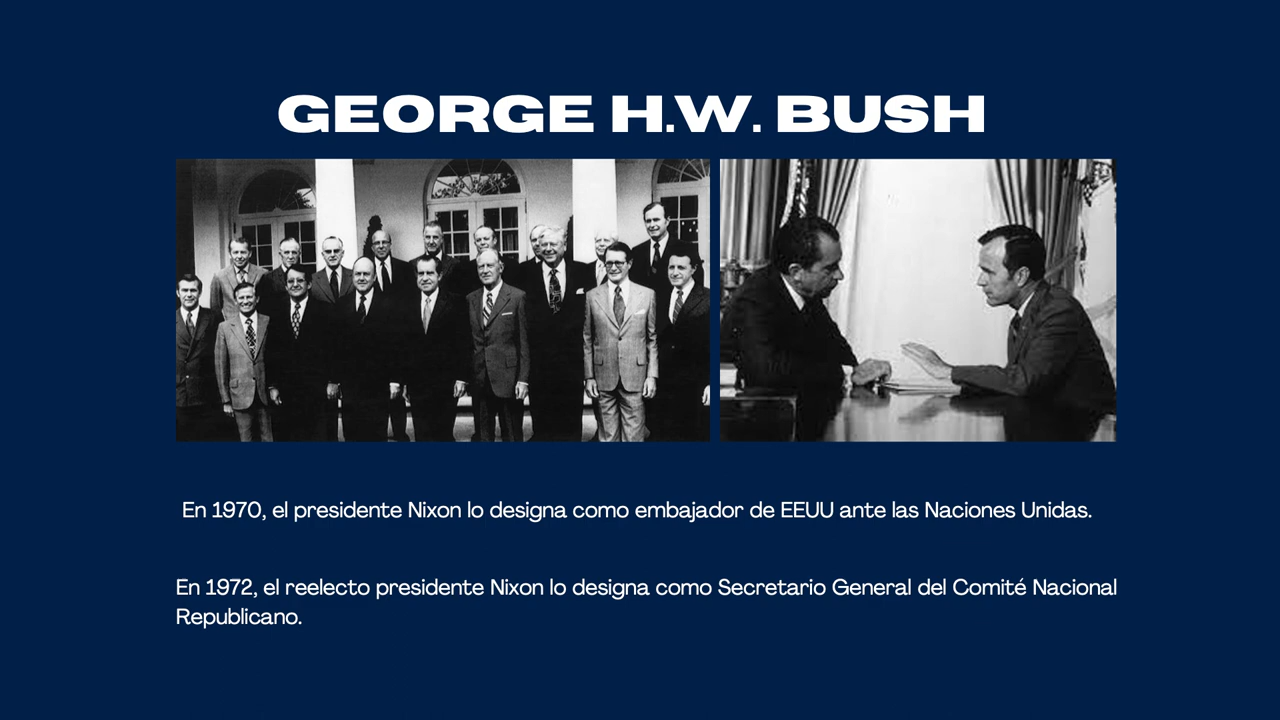 GEORGE H.W. BUSH
En 1970, el presidente Nixon lo designa como embajador de EEUU ante las Naciones Unidas.
En 1972, el reelecto presidente Nixon lo designa como Secretario General del Comité Nacional
Republicano.